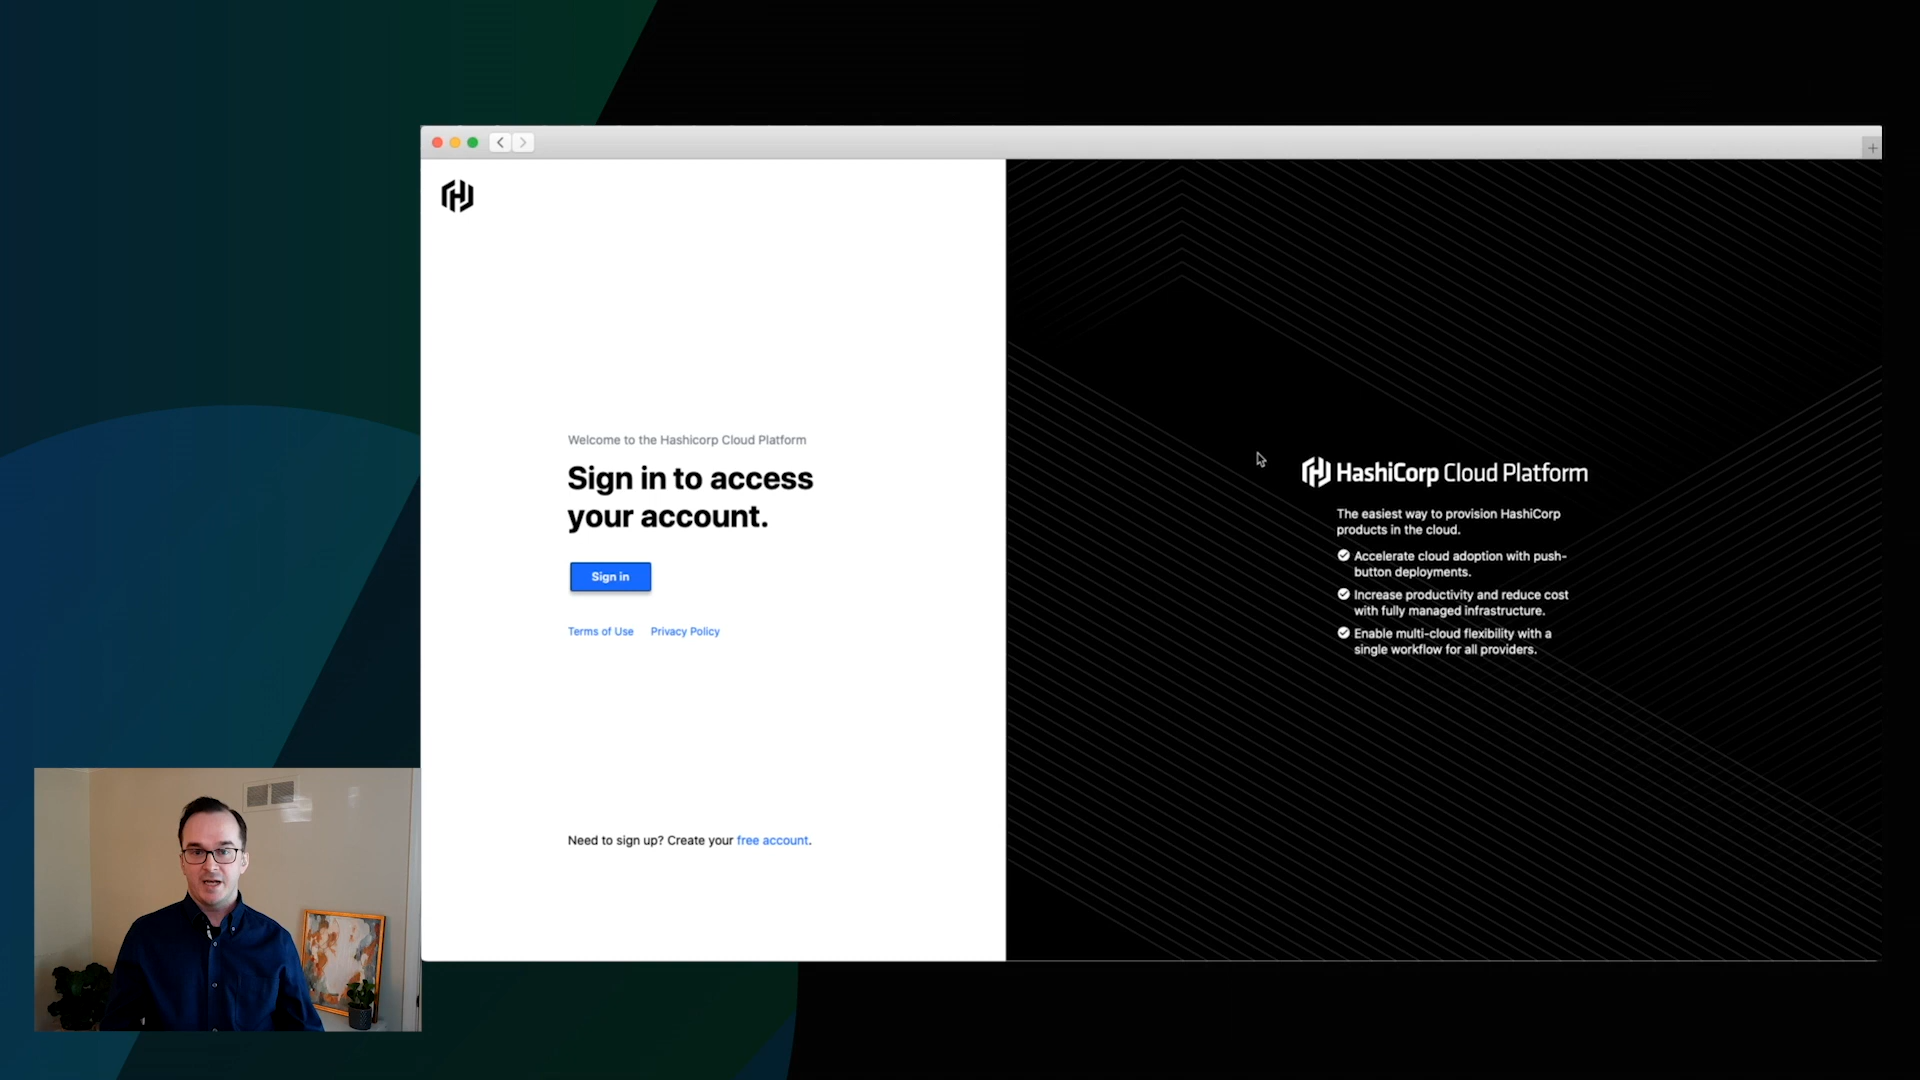 Welcome to the Hashicorp Cloud Platform
Sign in to access
your account.
Sign in
Terms of Use Privacy Policy
Need to sign up? Create your free account.
HashiCorp Cloud Platform
The easiest way to provision HashiCorp
products in the cloud.
Accelerate cloud adoption with push-
button deployments.
Increase productivity and reduce cost
with fully managed infrastructure.
Enable multi-cloud flexibility with a
single workflow for all providers.